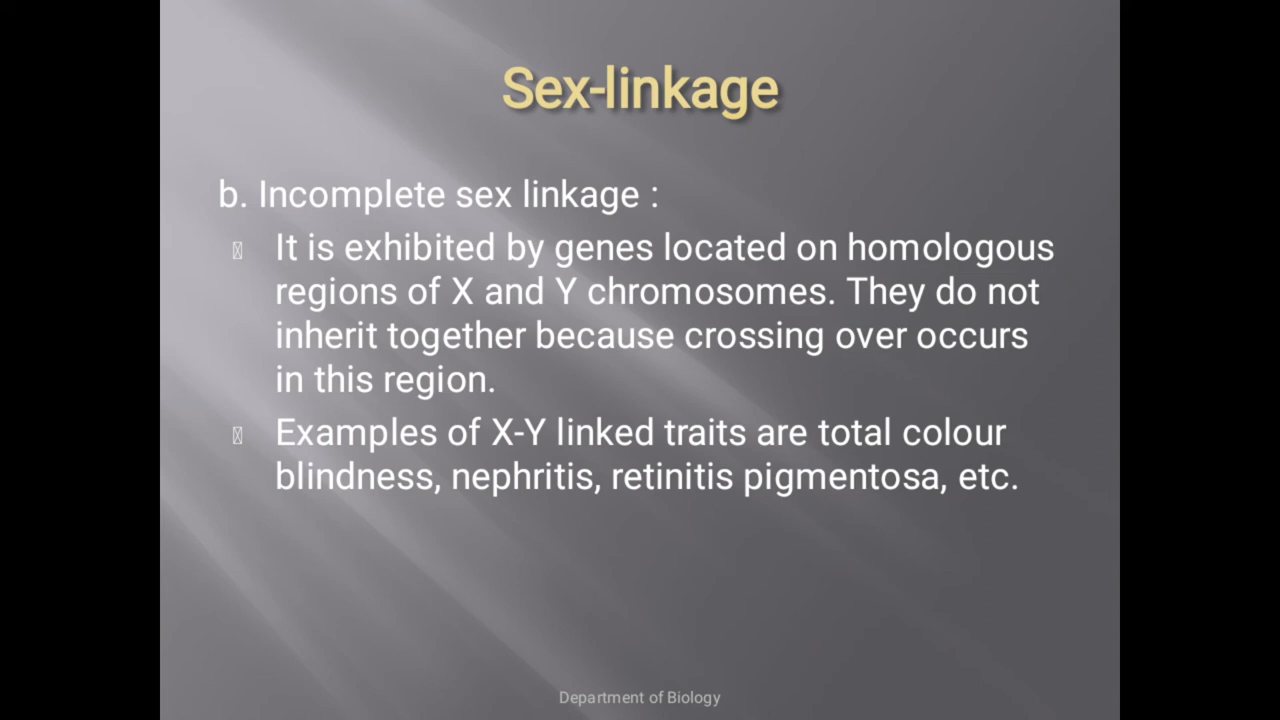 Sex-linkage
b. Incomplete sex linkage :
It is exhibited by genes located on homologous
regions of X and Y chromosomes. They do not
inherit together because crossing over occurs
in this region.
Examples of X-Y linked traits are total colour
blindness, nephritis, retinitis pigmentosa, etc.
Department of Biology